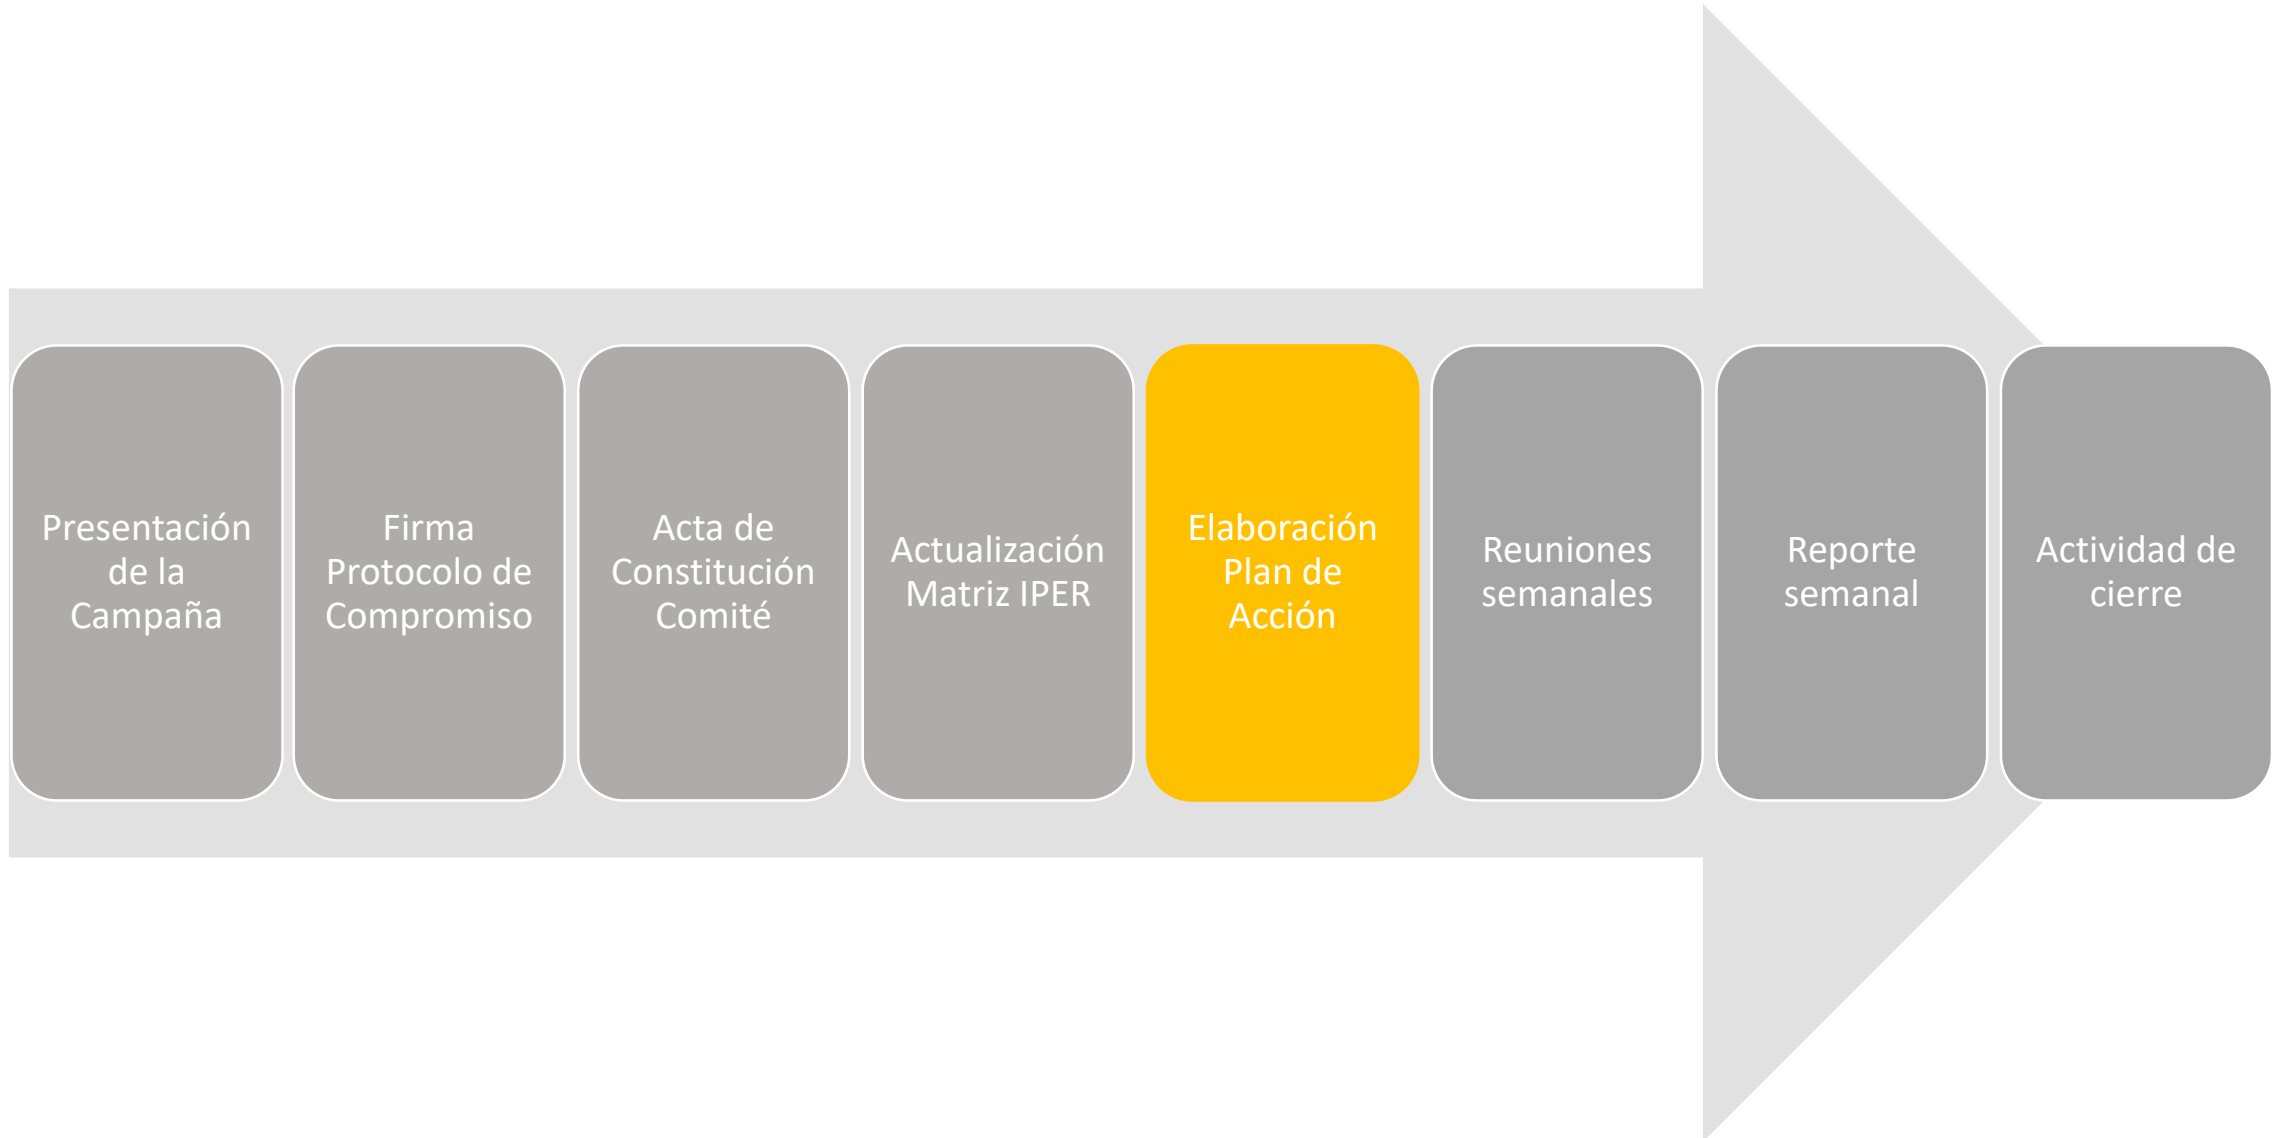 Presentación
de la
Campaña
Firma
Protocolo de
Compromiso
Acta de
Constitución
Comité
Actualización
Matriz IPER
Elaboración
Plan de
Acción
Reuniones
semanales
Reporte
semanal
Actividad de
cierre